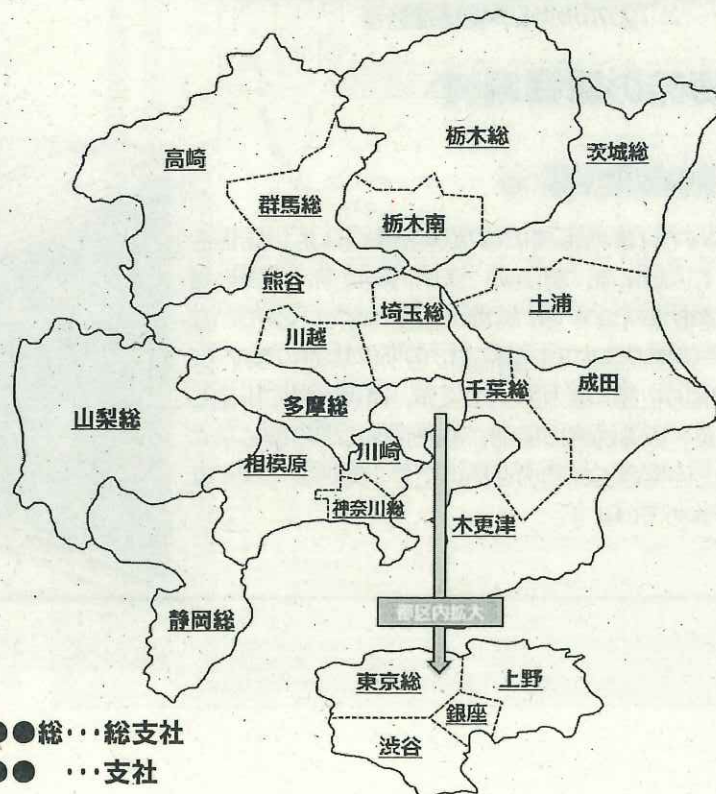 高崎
栃木総
茨城総
群馬総
栃木南
熊谷
埼玉総
土浦
川越
千葉総
成田
山梨総
多摩総
相模原
川崎
神奈川総
木更津
静岡総
都区内拡大
東京総
上野
銀座
渋谷
●●総…総支社
●● …支社